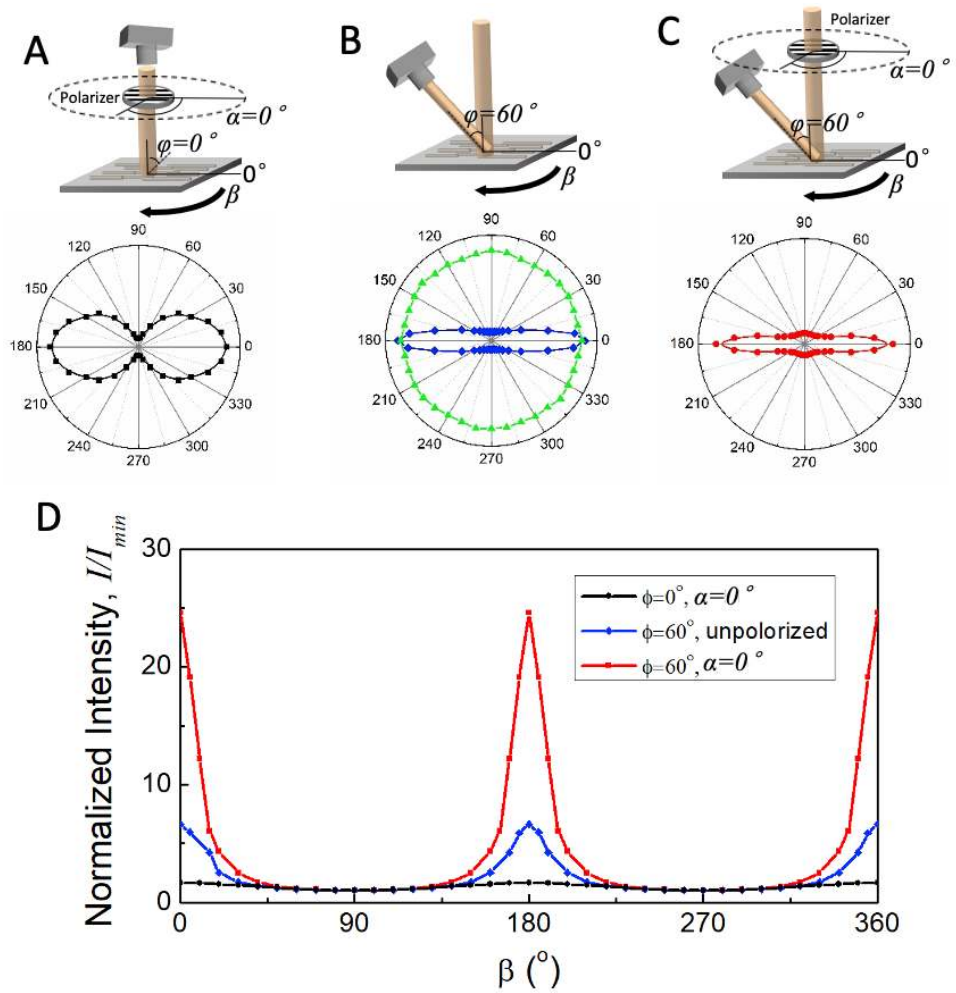 A
Polarizer
α=0°
φ=0°
0°
β
B
φ=60°
0°
β
C
Polarizer
α=0°
φ=60°
0°
β
90
120
60
150
30
180
0
210
330
240
300
270
90
120
60
150
30
180
0
210
330
240
300
270
90
120
60
150
30
180
0
210
330
240
300
270
D
Normalized Intensity, I/I_min
30
20
10
0
ϕ=0°, α=0°
ϕ=60°, unpolorized
ϕ=60°, α=0°
0
90
180
270
360
β (°)